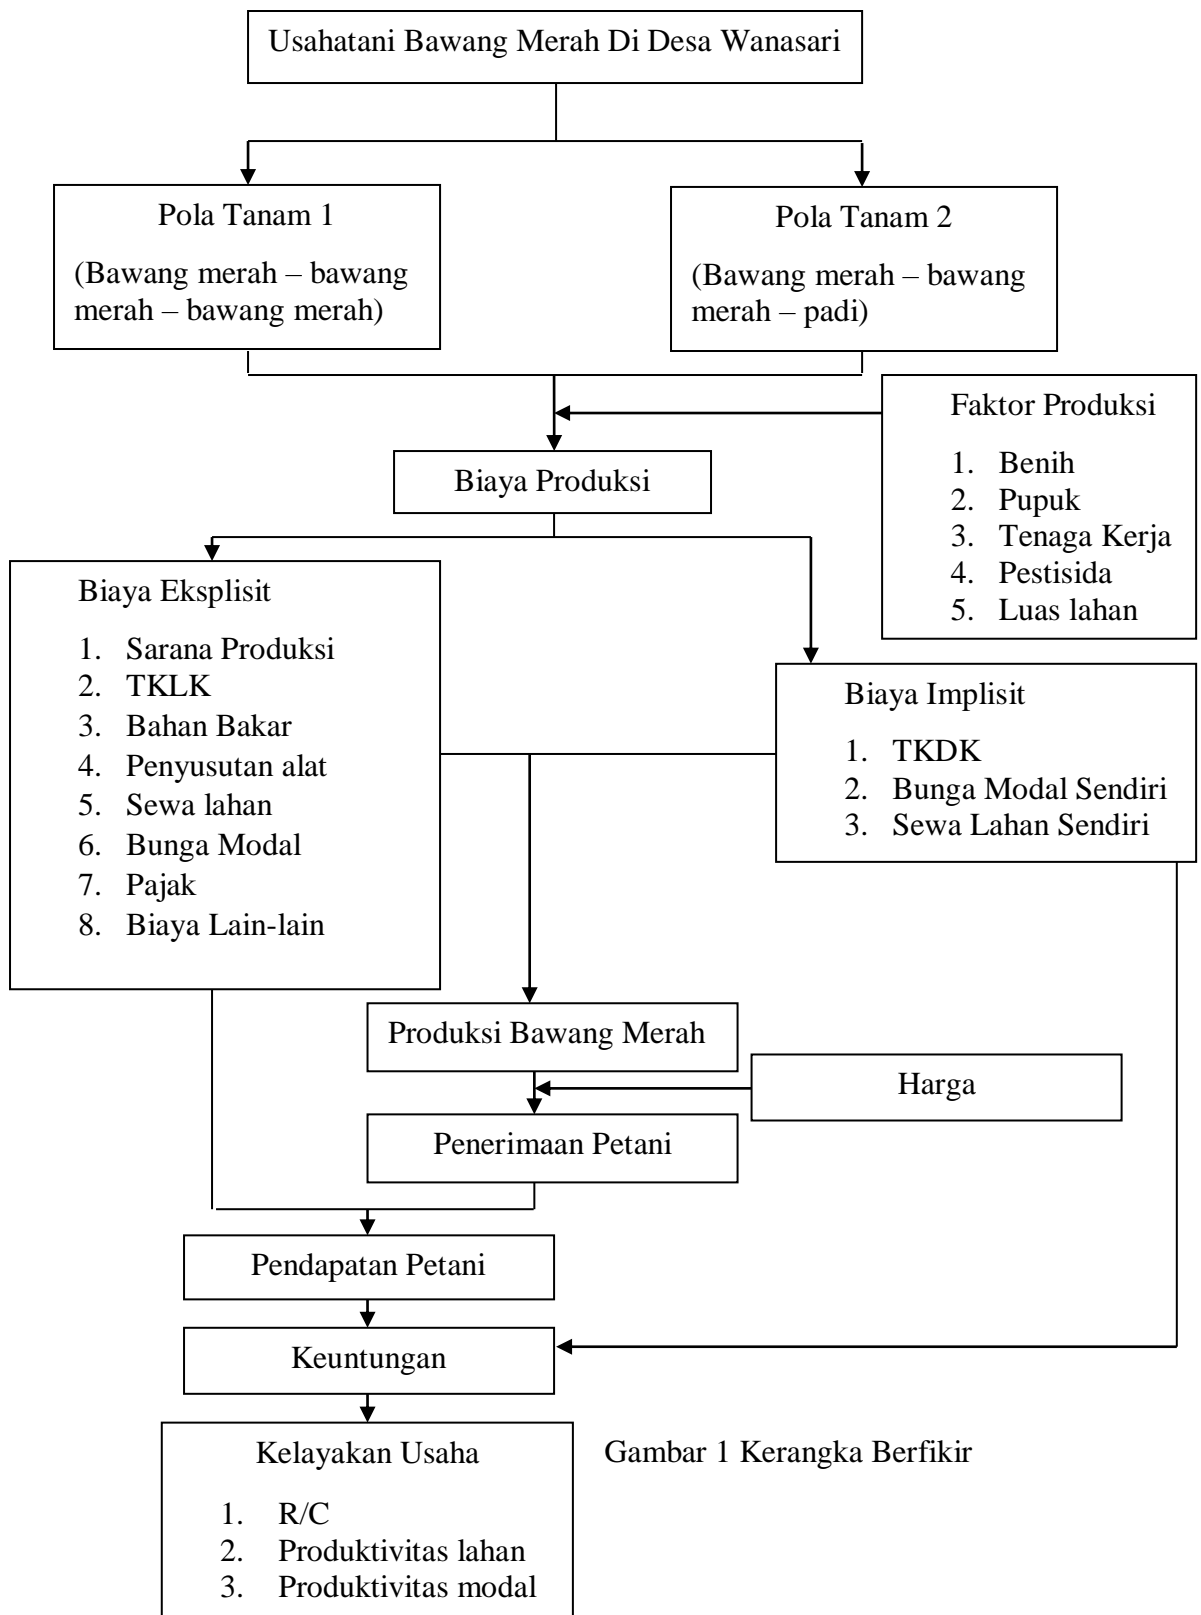 Usahatani Bawang Merah Di Desa Wanasari
Pola Tanam 1
(Bawang merah – bawang
merah – bawang merah)
Pola Tanam 2
(Bawang merah – bawang
merah – padi)
Faktor Produksi
1. Benih
2. Pupuk
3. Tenaga Kerja
4. Pestisida
5. Luas lahan
Biaya Produksi
Biaya Eksplisit
1. Sarana Produksi
2. TKLK
3. Bahan Bakar
4. Penyusutan alat
5. Sewa lahan
6. Bunga Modal
7. Pajak
8. Biaya Lain-lain
Biaya Implisit
1. TKDK
2. Bunga Modal Sendiri
3. Sewa Lahan Sendiri
Produksi Bawang Merah
Harga
Penerimaan Petani
Pendapatan Petani
Keuntungan
Kelayakan Usaha
1. R/C
2. Produktivitas lahan
3. Produktivitas modal
Gambar 1 Kerangka Berfikir